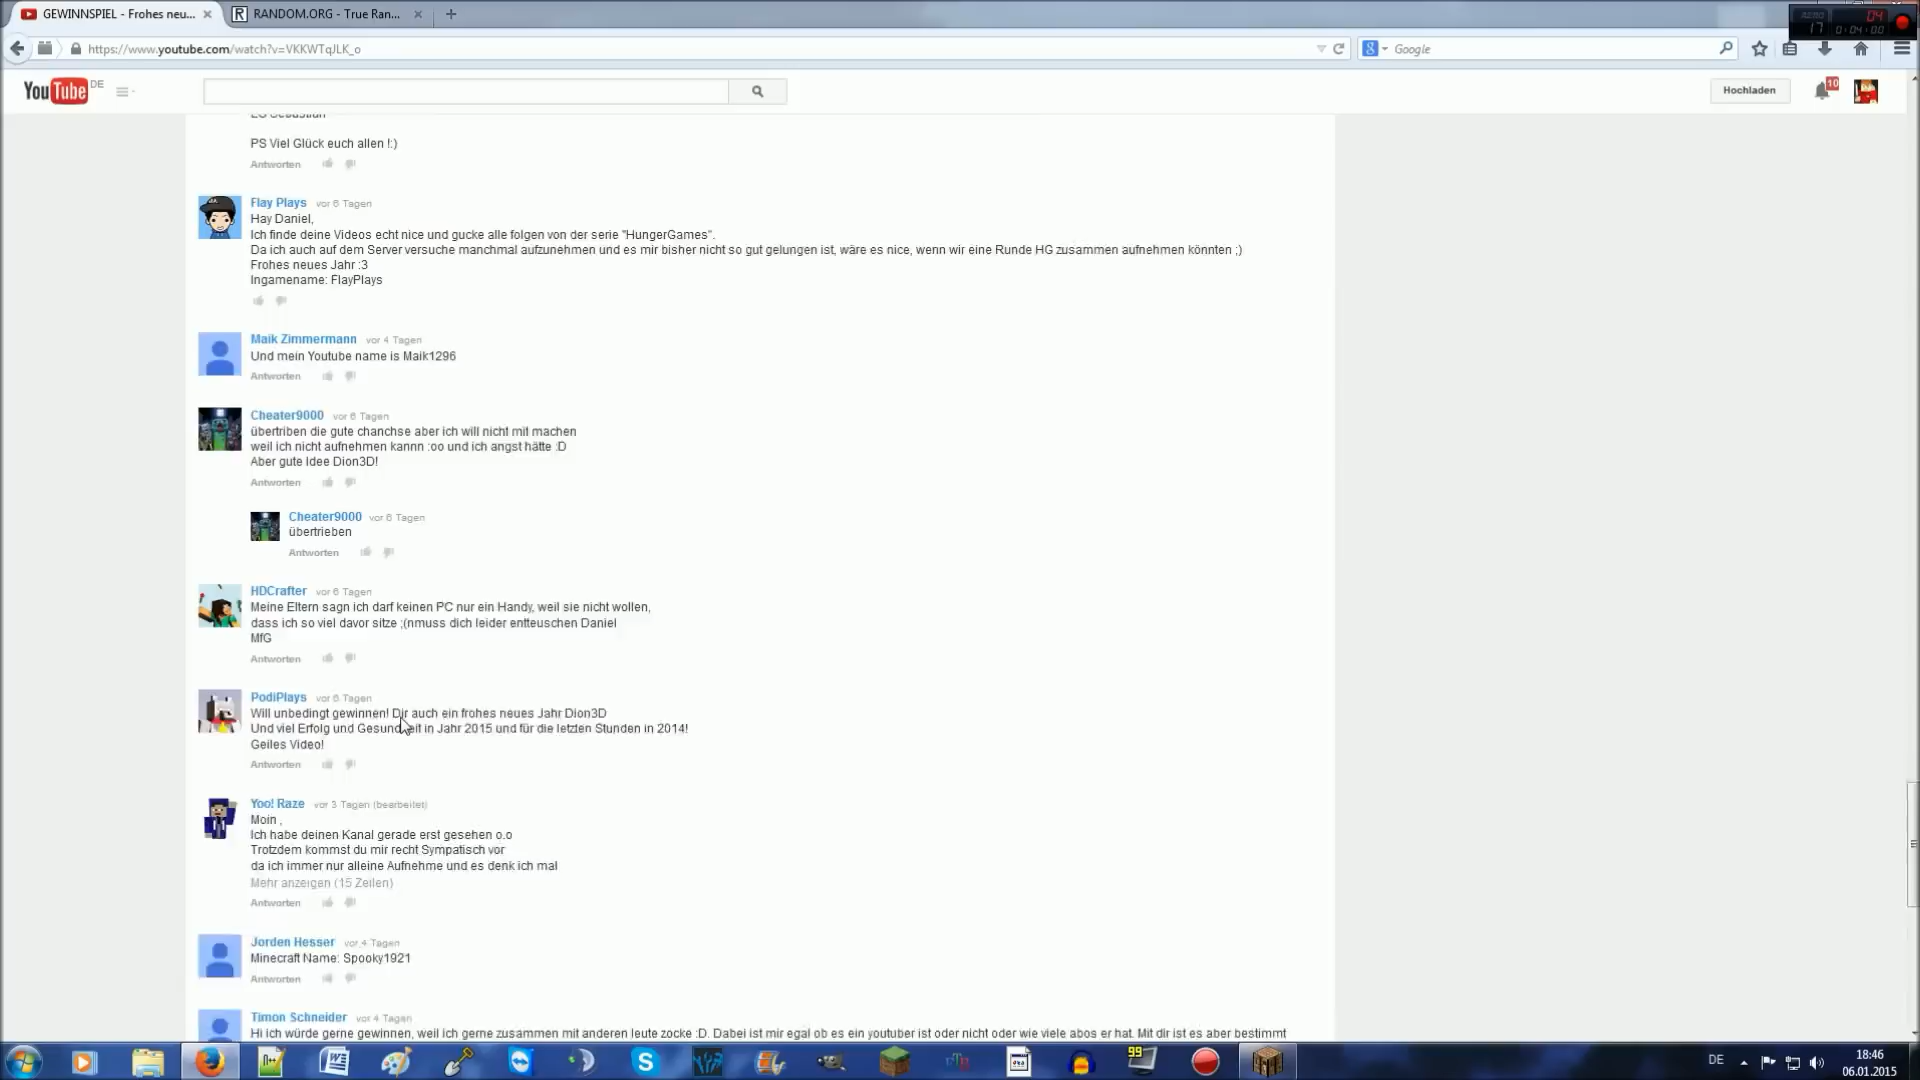 GEWINNSPIEL - Frohes neu...
RANDOM.ORG - True Ran...
https://www.youtube.com/watch?v=VKKWTqJLK_o
Google
17
04
0:04:00
YouTube DE
Hochladen
10
LG Sebastian
PS Viel Glück euch allen !:)
Antworten
Flay Plays vor 6 Tagen
Hay Daniel,
Ich finde deine Videos echt nice und gucke alle folgen von der serie "HungerGames".
Da ich auch auf dem Server versuche manchmal aufzunehmen und es mir bisher nicht so gut gelungen ist, wäre es nice, wenn wir eine Runde HG zusammen aufnehmen könnten ;)
Frohes neues Jahr :3
Ingamename: FlayPlays
Maik Zimmermann vor 4 Tagen
Und mein Youtube name is Maik1296
Antworten
Cheater9000 vor 6 Tagen
übertriben die gute chanchse aber ich will nicht mit machen
weil ich nicht aufnehmen kannn :oo und ich angst hätte :D
Aber gute Idee Dion3D!
Antworten
Cheater9000 vor 6 Tagen
übertrieben
Antworten
HDCrafter vor 6 Tagen
Meine Eltern sagn ich darf keinen PC nur ein Handy, weil sie nicht wollen,
dass ich so viel davor sitze ;(nmuss dich leider entteuschen Daniel
MfG
Antworten
PodiPlays vor 6 Tagen
Will unbedingt gewinnen! Dir auch ein frohes neues Jahr Dion3D
Und viel Erfolg und Gesundheit in Jahr 2015 und für die letzten Stunden in 2014!
Geiles Video!
Antworten
Yoo! Raze vor 3 Tagen (bearbeitet)
Moin ,
Ich habe deinen Kanal gerade erst gesehen o.o
Trotzdem kommst du mir recht Sympatisch vor
da ich immer nur alleine Aufnehme und es denk ich mal
Mehr anzeigen (15 Zeilen)
Antworten
Jorden Hesser vor 4 Tagen
Minecraft Name: Spooky1921
Antworten
Timon Schneider vor 4 Tagen
Hi ich würde gerne gewinnen, weil ich gerne zusammen mit anderen leute zocke :D. Dabei ist mir egal ob es ein youtuber ist oder nicht oder wie viele abos er hat. Mit dir ist es aber bestimmt
99
DE
18:46
06.01.2015